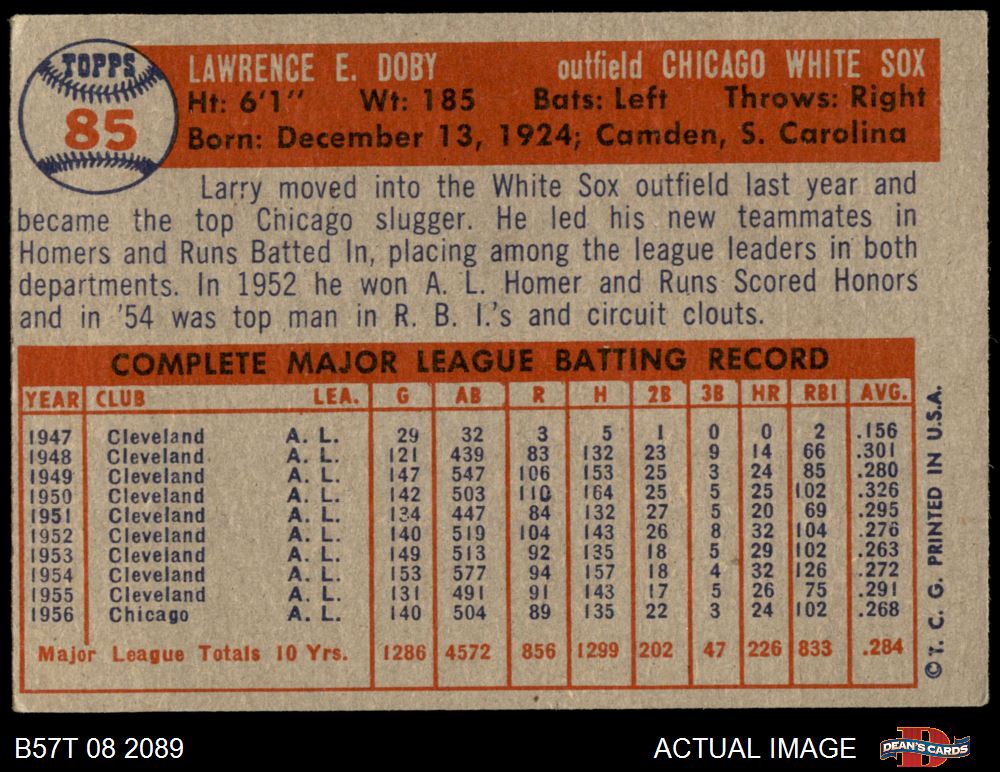 TOPPS
85
LAWRENCE E. DOBY outfield CHICAGO WHITE SOX
Ht: 6'1" Wt: 185 Bats: Left Throws: Right
Born: December 13, 1924; Camden, S. Carolina
Larry moved into the White Sox outfield last year and
became the top Chicago slugger. He led his new teammates in
Homers and Runs Batted In, placing among the league leaders in both
departments. In 1952 he won A. L. Homer and Runs Scored Honors
and in '54 was top man in R. B. I.'s and circuit clouts.
COMPLETE MAJOR LEAGUE BATTING RECORD
YEAR CLUB LEA. G AB R H 2B 3B HR RBI AVG.
1947 Cleveland A. L. 29 32 3 5 1 0 0 2 .156
1948 Cleveland A. L. 121 439 83 132 23 9 14 66 .301
1949 Cleveland A. L. 147 547 106 153 25 3 24 85 .280
1950 Cleveland A. L. 142 503 110 164 25 5 25 102 .326
1951 Cleveland A. L. 134 447 84 132 27 5 20 69 .295
1952 Cleveland A. L. 140 519 104 143 26 8 32 104 .276
1953 Cleveland A. L. 149 513 92 135 18 5 29 102 .263
1954 Cleveland A. L. 153 577 94 157 18 4 32 126 .272
1955 Cleveland A. L. 131 491 91 143 17 5 26 75 .291
1956 Chicago A. L. 140 504 89 135 22 3 24 102 .268
Major League Totals 10 Yrs. 1286 4572 856 1299 202 47 226 833 .284
©T. C. G. PRINTED IN U.S.A.
B57T 08 2089 ACTUAL IMAGE
DEAN'S CARDS